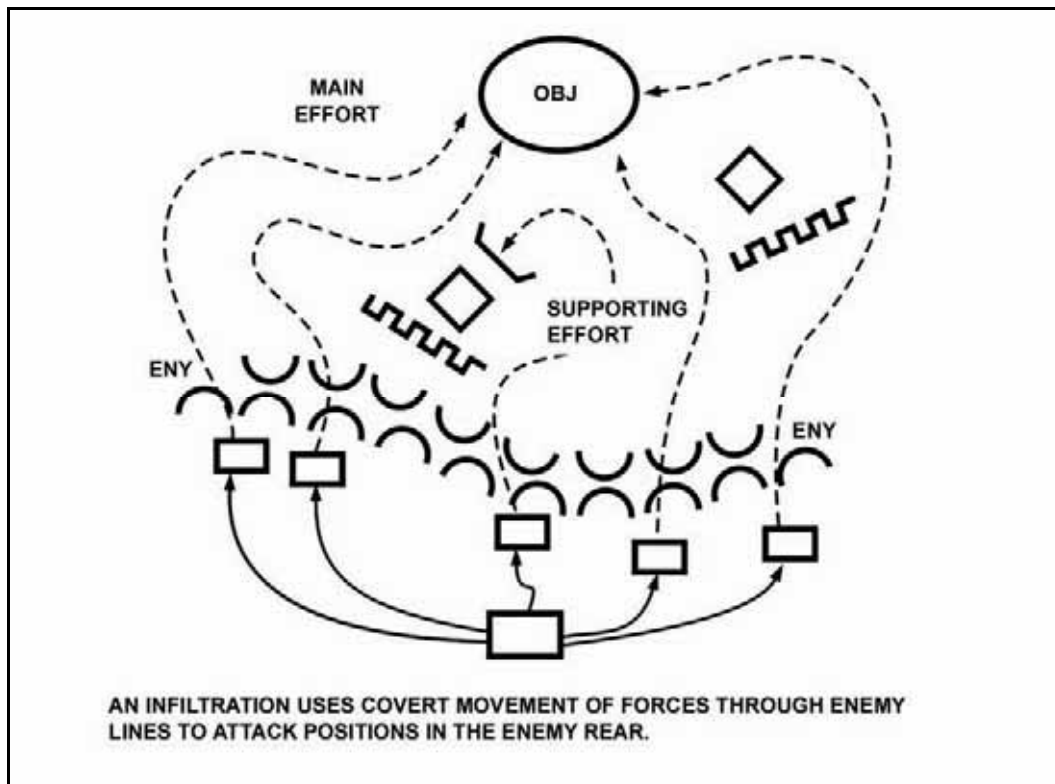 MAIN
EFFORT
OBJ
SUPPORTING
EFFORT
ENY
ENY
AN INFILTRATION USES COVERT MOVEMENT OF FORCES THROUGH ENEMY
LINES TO ATTACK POSITIONS IN THE ENEMY REAR.